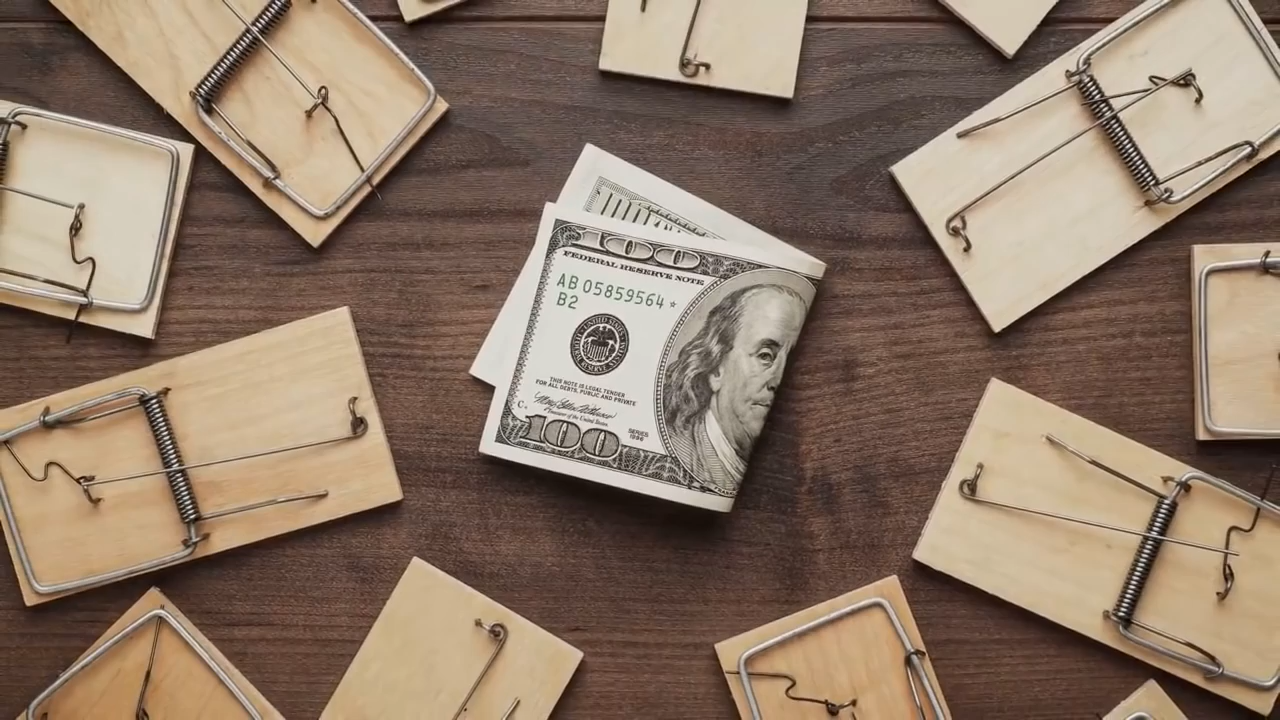 100
100
FEDERAL RESERVE NOTE
AB 05859564 *
B2
THIS NOTE IS LEGAL TENDER
FOR ALL DEBTS, PUBLIC AND PRIVATE
SERIES
1996
100